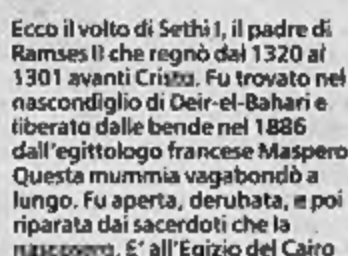 Ecco il volto di Sethi I, il padre di
Ramses II che regnò dal 1320 al
1301 avanti Cristo. Fu trovato nel
nascondiglio di Deir-el-Bahari e
liberato dalle bende nel 1886
dall'egittologo francese Maspero
Questa mummia vagabondò a
lungo. Fu aperta, derubata, e poi
riparata dai sacerdoti che la
E' all'Egizio del Cairo